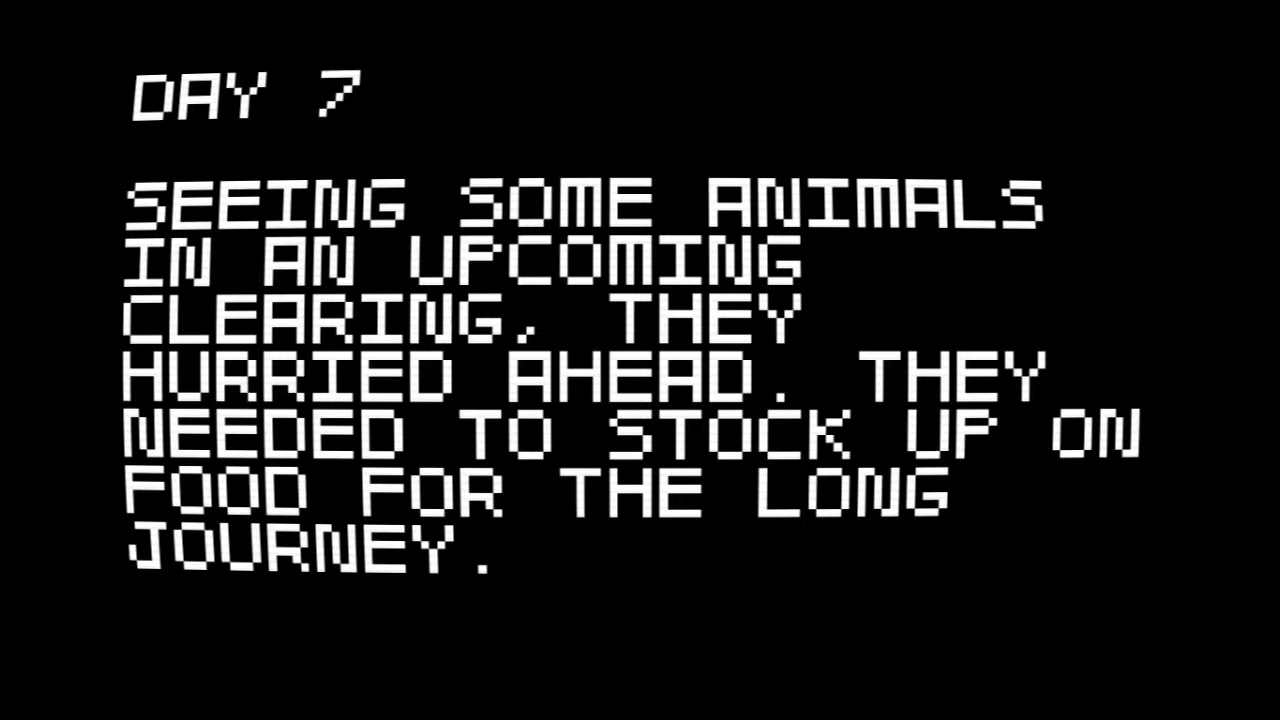 DAY 7
SEEING SOME ANIMALS
IN AN UPCOMING
CLEARING, THEY
HURRIED AHEAD. THEY
NEEDED TO STOCK UP ON
FOOD FOR THE LONG
JOURNEY.